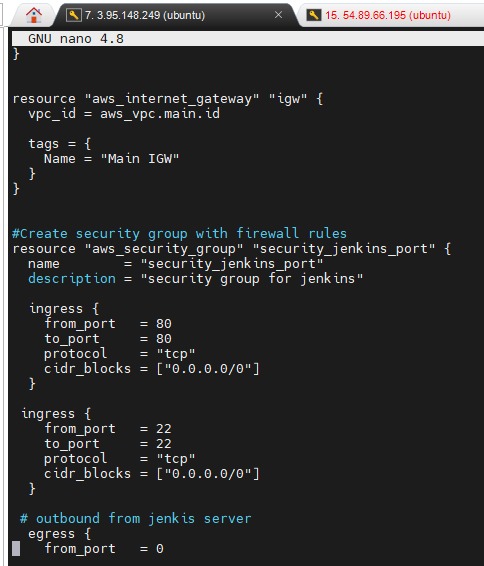 7. 3.95.148.249 (ubuntu)
15. 54.89.66.195 (ubuntu)
GNU nano 4.8
}
resource "aws_internet_gateway" "igw" {
  vpc_id = aws_vpc.main.id
  tags = {
    Name = "Main IGW"
  }
}
#Create security group with firewall rules
resource "aws_security_group" "security_jenkins_port" {
  name        = "security_jenkins_port"
  description = "security group for jenkins"
  ingress {
    from_port   = 80
    to_port     = 80
    protocol    = "tcp"
    cidr_blocks = ["0.0.0.0/0"]
  }
 ingress {
    from_port   = 22
    to_port     = 22
    protocol    = "tcp"
    cidr_blocks = ["0.0.0.0/0"]
  }
 # outbound from jenkis server
  egress {
    from_port   = 0